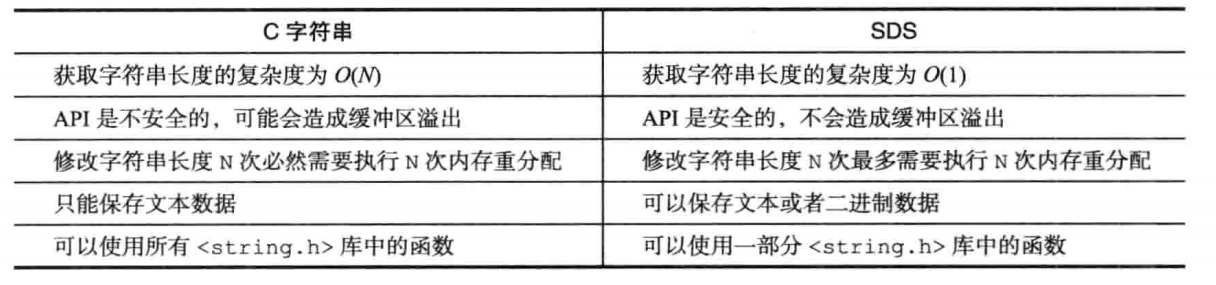 C 字符串 SDS
获取字符串长度的复杂度为 O(N) 获取字符串长度的复杂度为 O(1)
API 是不安全的，可能会造成缓冲区溢出 API 是安全的，不会造成缓冲区溢出
修改字符串长度 N 次必然需要执行 N 次内存重分配 修改字符串长度 N 次最多需要执行 N 次内存重分配
只能保存文本数据 可以保存文本或者二进制数据
可以使用所有 <string.h> 库中的函数 可以使用一部分 <string.h> 库中的函数